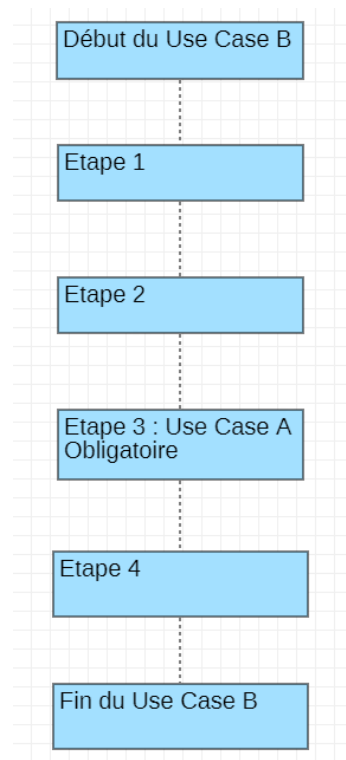 Début du Use Case B
Etape 1
Etape 2
Etape 3 : Use Case A
Obligatoire
Etape 4
Fin du Use Case B